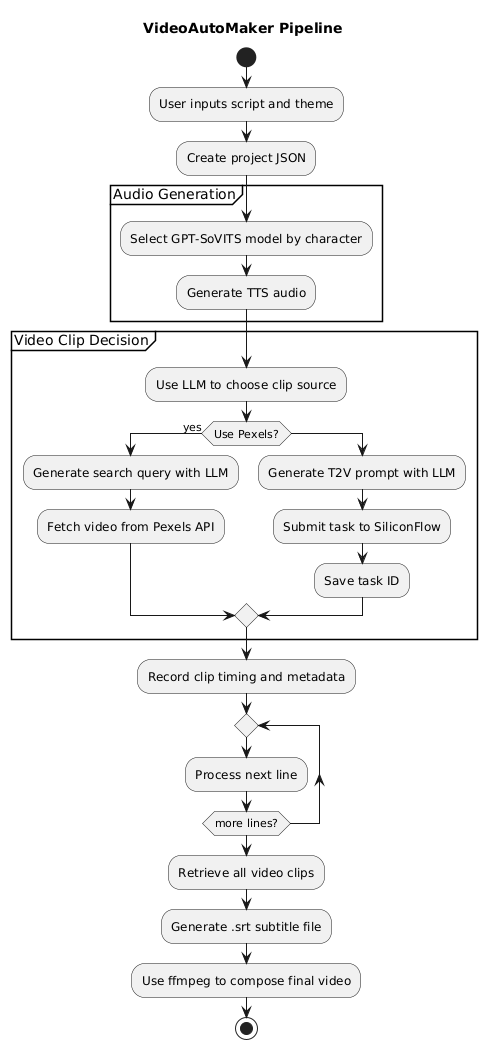 VideoAutoMaker Pipeline
User inputs script and theme
Create project JSON
Audio Generation
Select GPT-SoVITS model by character
Generate TTS audio
Video Clip Decision
Use LLM to choose clip source
yes
Use Pexels?
Generate search query with LLM
Generate T2V prompt with LLM
Fetch video from Pexels API
Submit task to SiliconFlow
Save task ID
Record clip timing and metadata
Process next line
more lines?
Retrieve all video clips
Generate .srt subtitle file
Use ffmpeg to compose final video